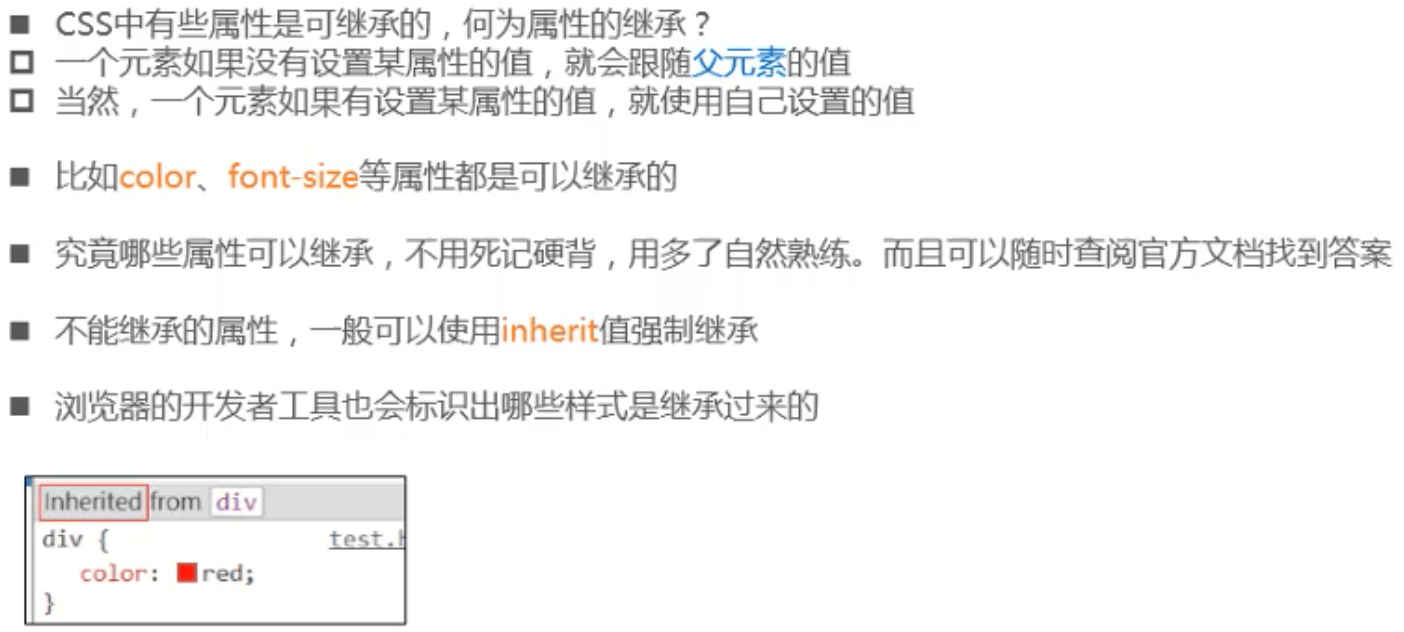 ■ CSS中有些属性是可继承的，何为属性的继承？
□ 一个元素如果没有设置某属性的值，就会跟随父元素的值
□ 当然，一个元素如果有设置某属性的值，就使用自己设置的值
■ 比如color、font-size等属性都是可以继承的
■ 究竟哪些属性可以继承，不用死记硬背，用多了自然熟练。而且可以随时查阅官方文档找到答案
■ 不能继承的属性，一般可以使用inherit值强制继承
■ 浏览器的开发者工具也会标识出哪些样式是继承过来的
Inherited from div
div { test.h
color: red;
}